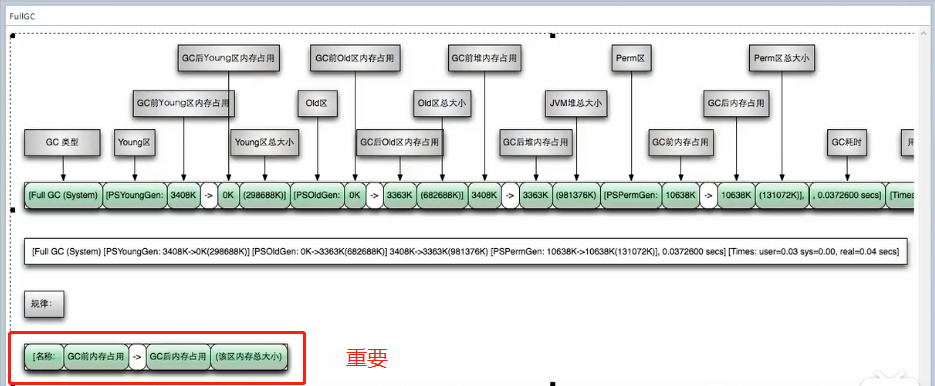 FullGC
GC后Young区内存占用 GC前Old区内存占用 GC前堆内存占用 Perm区 Perm区总大小
GC前Young区内存占用 Old区 Old区总大小 JVM堆总大小 GC后内存占用
GC 类型 Young区 Young区总大小 GC后Old区内存占用 GC后堆内存占用 GC前内存占用 GC耗时
[Full GC (System) [PSYoungGen: 3408K -> 0K (298688K)] [PSOldGen: 0K -> 3363K (682688K)] 3408K -> 3363K (981376K) [PSPermGen: 10638K -> 10638K (131072K)], , 0.0372600 secs] [Times
[Full GC (System) [PSYoungGen: 3408K->0K(298688K)] [PSOldGen: 0K->3363K(682688K)] 3408K->3363K(981376K) [PSPermGen: 10638K->10638K(131072K)], 0.0372600 secs] [Times: user=0.03 sys=0.00, real=0.04 secs]
规律：
[名称: GC前内存占用 -> GC后内存占用 (该区内存总大小)
重要